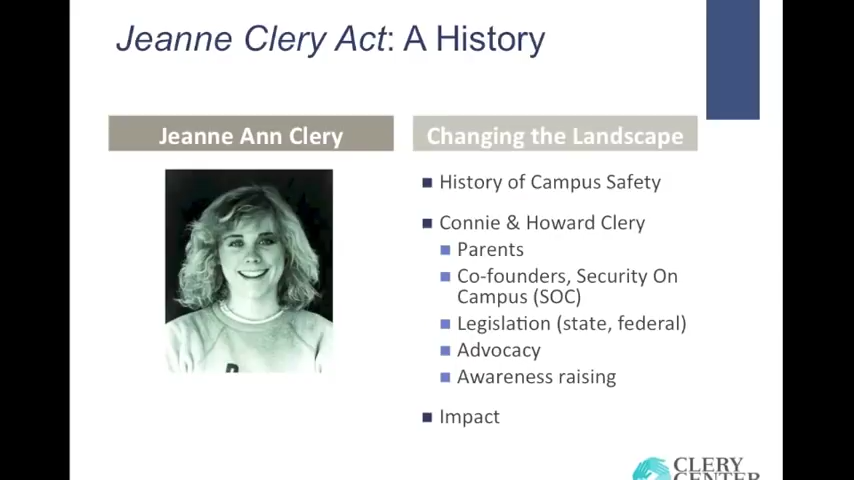 Jeanne Clery Act: A History
Jeanne Ann Clery
Changing the Landscape
History of Campus Safety
Connie & Howard Clery
Parents
Co-founders, Security On
Campus (SOC)
Legislation (state, federal)
Advocacy
Awareness raising
Impact
CLERY
CENTER